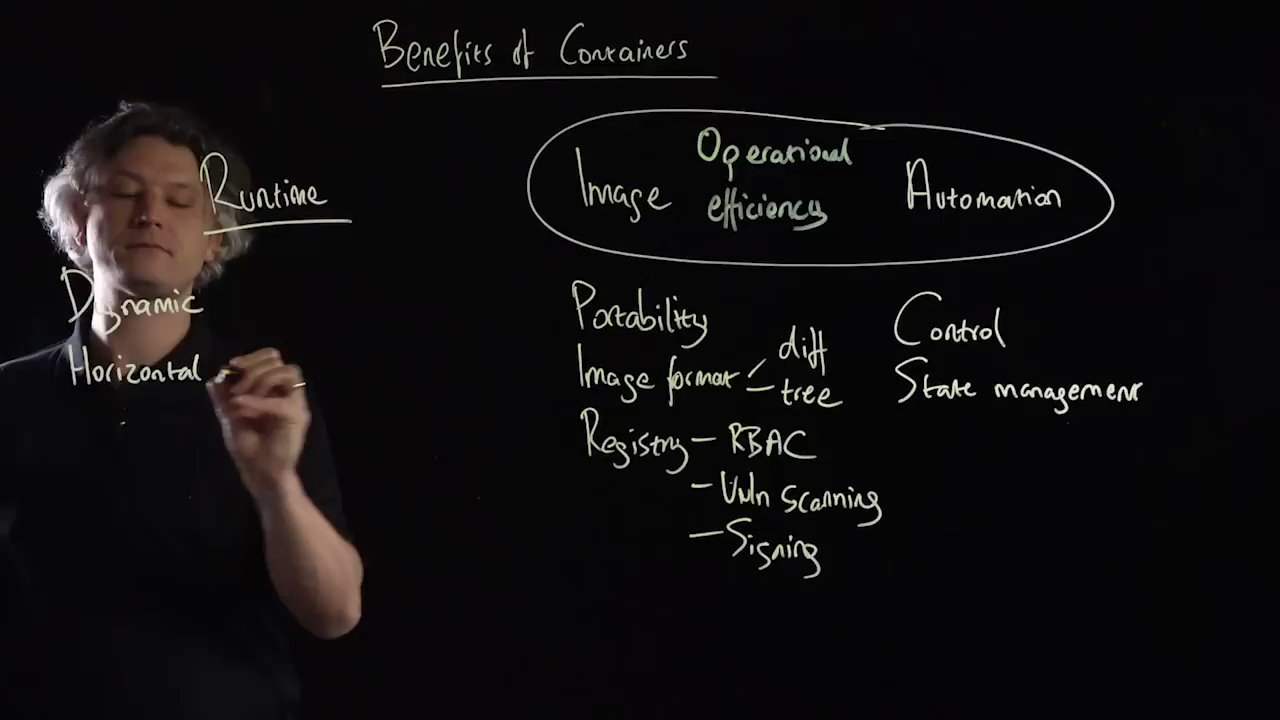 Benefits of Containers
Runtime
Dynamic
Horizontal
Image Operational efficiency Automation
Portability
Image format - diff
- tree
Registry - RBAC
- Vuln scanning
- Signing
Control
State management